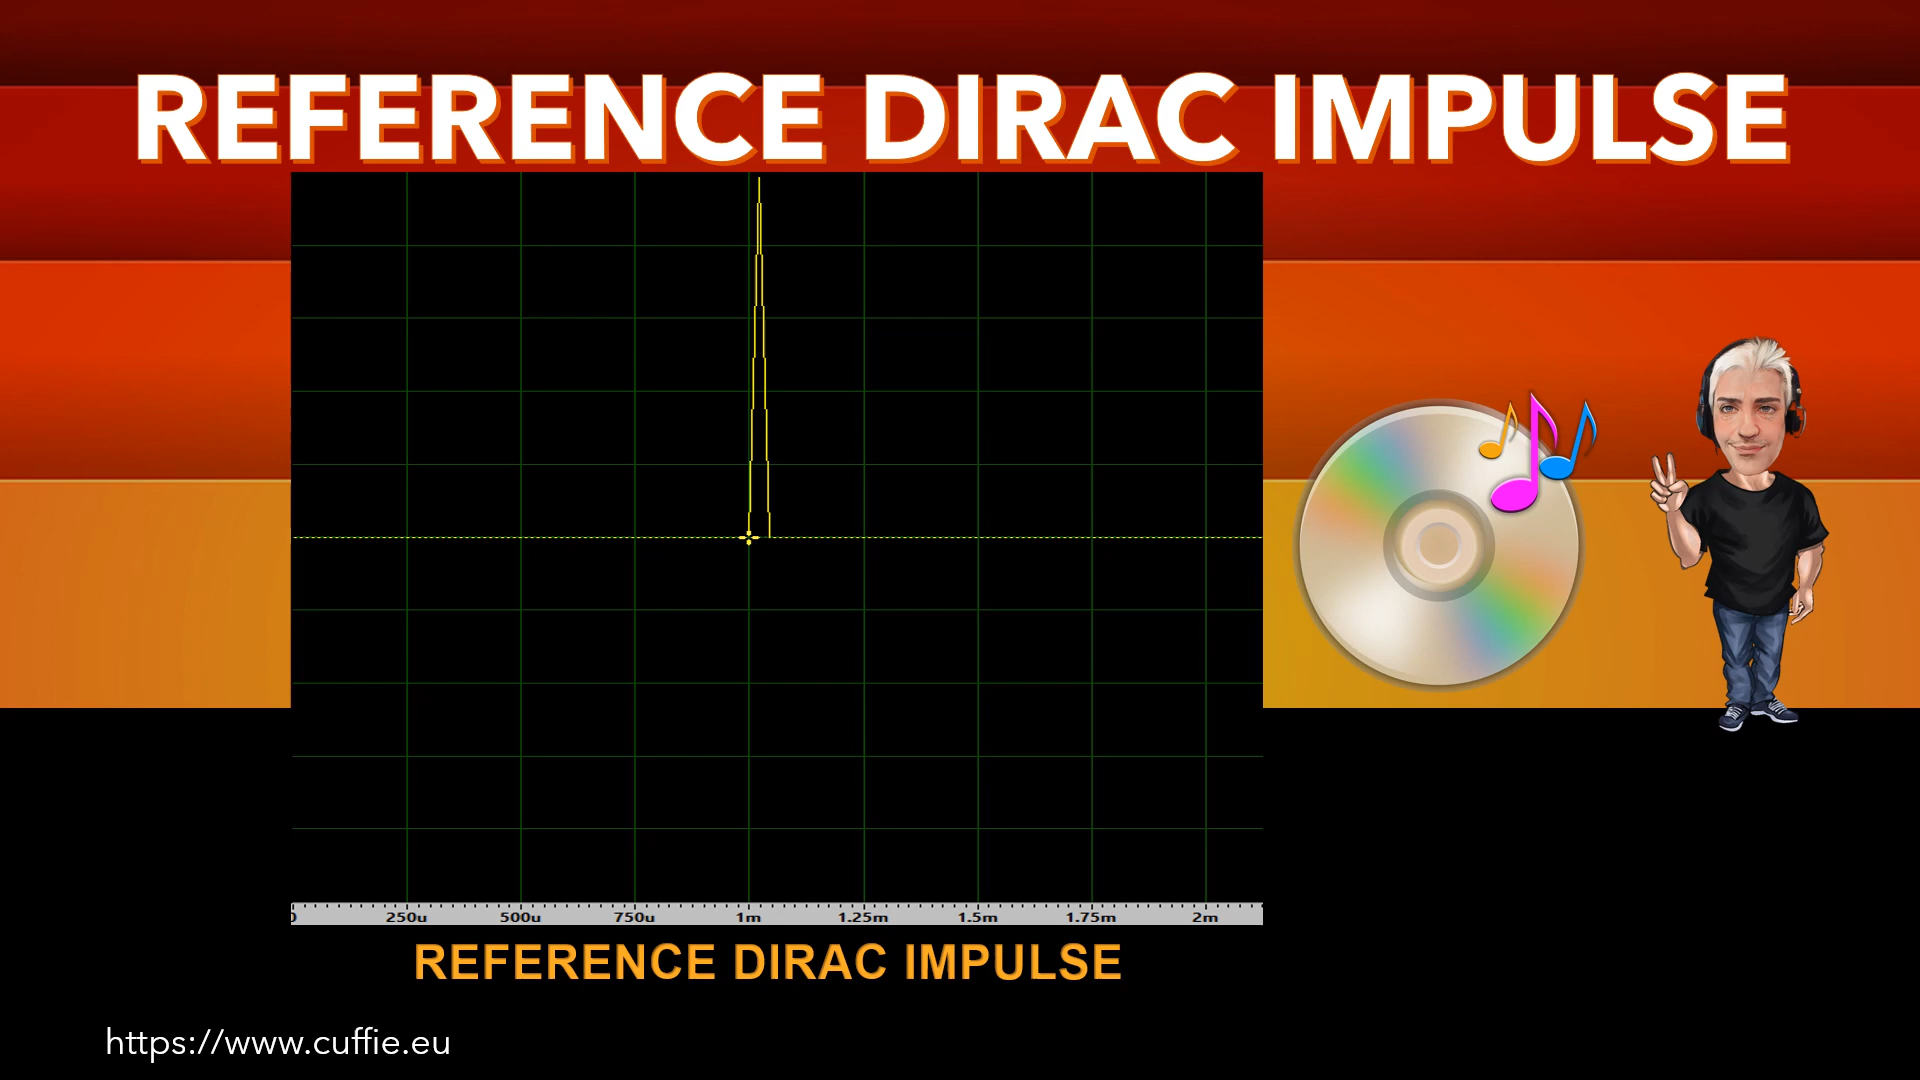 REFERENCE DIRAC IMPULSE
0 250u 500u 750u 1m 1.25m 1.5m 1.75m 2m
REFERENCE DIRAC IMPULSE
https://www.cuffie.eu